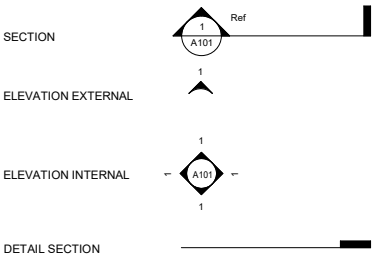 Ref
1
SECTION
A101
1
ELEVATION EXTERNAL
1
ELEVATION INTERNAL
1
A101
1
1
DETAIL SECTION